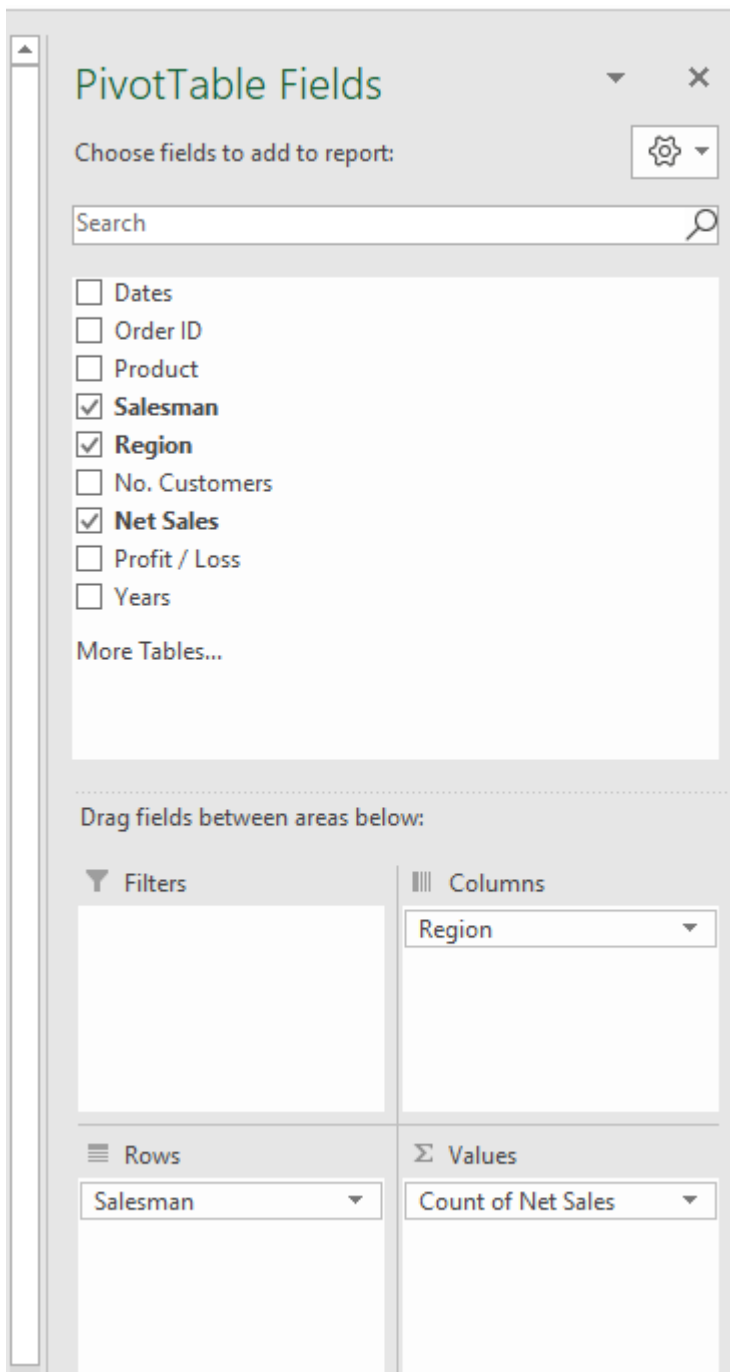 PivotTable Fields
Choose fields to add to report:
Search
Dates
Order ID
Product
Salesman
Region
No. Customers
Net Sales
Profit / Loss
Years
More Tables...
Drag fields between areas below:
Filters
Columns
Region
Rows
Σ Values
Salesman
Count of Net Sales